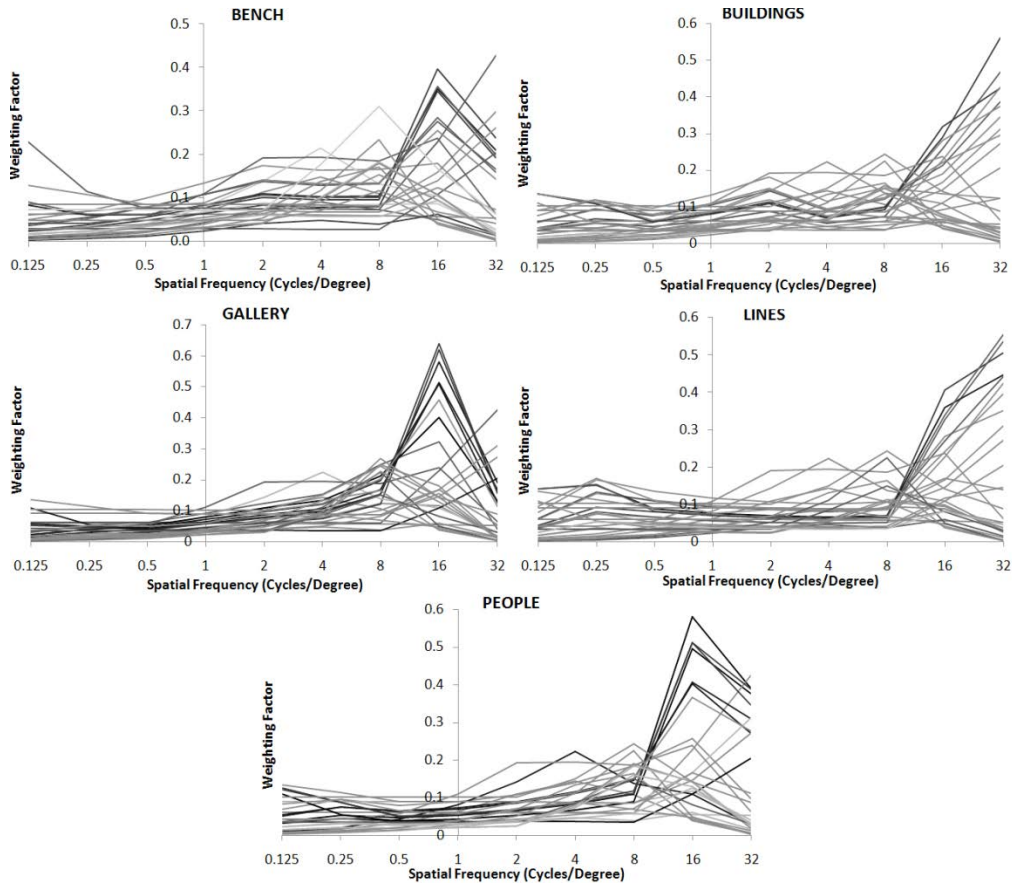 BENCH
Weighting Factor
0.5
0.4
0.3
0.2
0.1
0.0
0.125 0.25 0.5 1 2 4 8 16 32
Spatial Frequency (Cycles/Degree)
BUILDINGS
Weighting Factor
0.6
0.5
0.4
0.3
0.2
0.1
0
0.125 0.25 0.5 1 2 4 8 16 32
Spatial Frequency (Cycles/Degree)
GALLERY
Weighting Factor
0.7
0.6
0.5
0.4
0.3
0.2
0.1
0
0.125 0.25 0.5 1 2 4 8 16 32
Spatial Frequency (Cycles/Degree)
LINES
Weighting Factor
0.6
0.5
0.4
0.3
0.2
0.1
0
0.125 0.25 0.5 1 2 4 8 16 32
Spatial Frequency (Cycles/Degree)
PEOPLE
Weighting Factor
0.6
0.5
0.4
0.3
0.2
0.1
0
0.125 0.25 0.5 1 2 4 8 16 32
Spatial Frequency (Cycles/Degree)